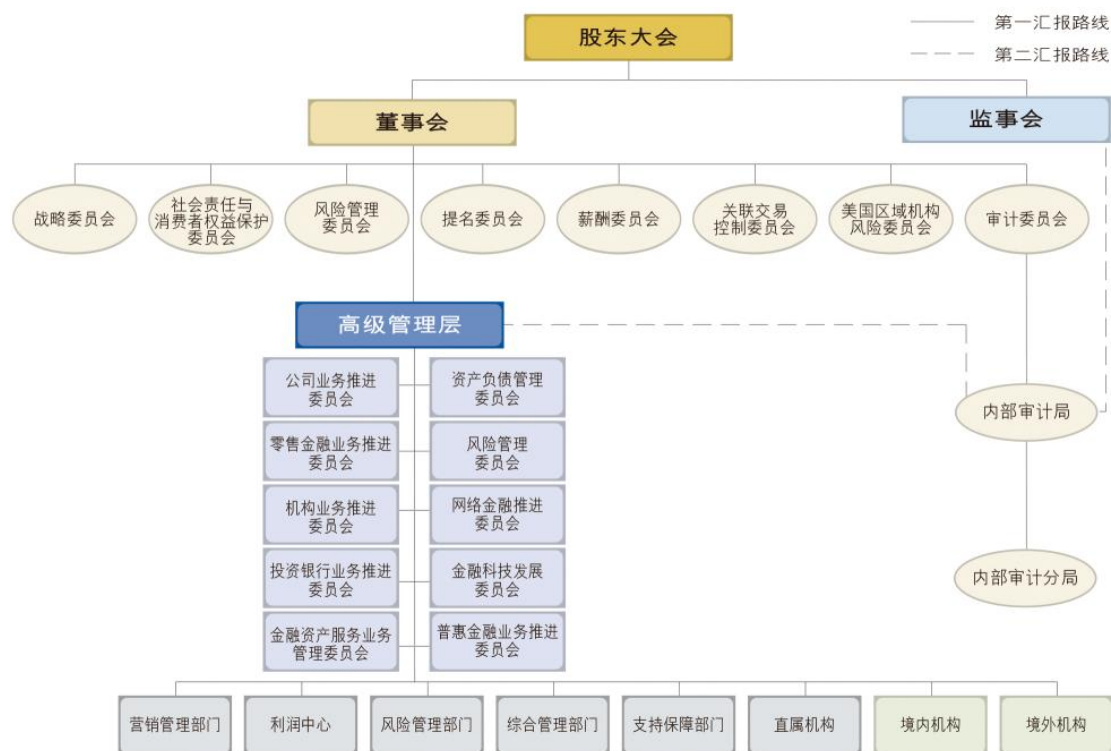 股东大会
第一汇报路线
第二汇报路线
董事会
监事会
战略委员会
社会责任与
消费者权益保护
委员会
风险管理
委员会
提名委员会
薪酬委员会
关联交易
控制委员会
美国区域机构
风险委员会
审计委员会
高级管理层
公司业务推进
委员会
资产负债管理
委员会
内部审计局
零售金融业务推进
委员会
风险管理
委员会
机构业务推进
委员会
网络金融推进
委员会
投资银行业务推进
委员会
金融科技发展
委员会
内部审计分局
金融资产服务业务
管理委员会
普惠金融业务推进
委员会
营销管理部门
利润中心
风险管理部门
综合管理部门
支持保障部门
直属机构
境内机构
境外机构